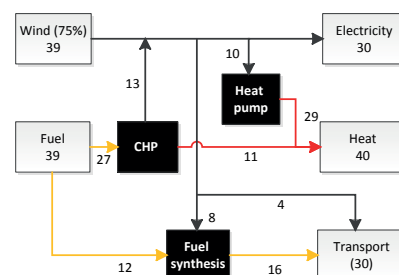 Wind (75%)
39
Electricity
30
10
13
Heat
pump
29
Fuel
39
27
CHP
11
Heat
40
8
4
12
Fuel
synthesis
16
Transport
(30)